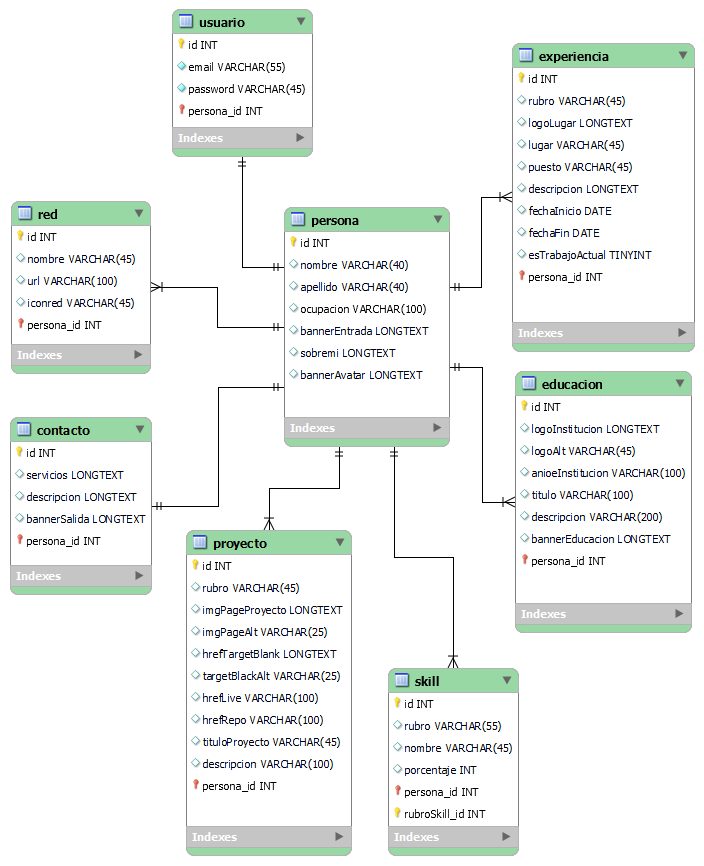 usuario
id INT
email VARCHAR(55)
password VARCHAR(45)
persona_id INT
Indexes
experiencia
id INT
rubro VARCHAR(45)
logoLugar LONGTEXT
lugar VARCHAR(45)
puesto VARCHAR(45)
descripcion LONGTEXT
fechaInicio DATE
fechaFin DATE
esTrabajoActual TINYINT
persona_id INT
Indexes
red
id INT
nombre VARCHAR(45)
url VARCHAR(100)
iconred VARCHAR(45)
persona_id INT
Indexes
persona
id INT
nombre VARCHAR(40)
apellido VARCHAR(40)
ocupacion VARCHAR(100)
bannerEntrada LONGTEXT
sobremi LONGTEXT
bannerAvatar LONGTEXT
Indexes
educacion
id INT
logoInstitucion LONGTEXT
logoAlt VARCHAR(45)
anioeInstitucion VARCHAR(100)
titulo VARCHAR(100)
descripcion VARCHAR(200)
bannerEducacion LONGTEXT
persona_id INT
Indexes
contacto
id INT
servicios LONGTEXT
descripcion LONGTEXT
bannerSalida LONGTEXT
persona_id INT
Indexes
proyecto
id INT
rubro VARCHAR(45)
imgPageProyecto LONGTEXT
imgPageAlt VARCHAR(25)
hrefTargetBlank LONGTEXT
targetBlackAlt VARCHAR(25)
hrefLive VARCHAR(100)
hrefRepo VARCHAR(100)
tituloProyecto VARCHAR(45)
descripcion VARCHAR(100)
persona_id INT
Indexes
skill
id INT
rubro VARCHAR(55)
nombre VARCHAR(45)
porcentaje INT
persona_id INT
rubroSkill_id INT
Indexes